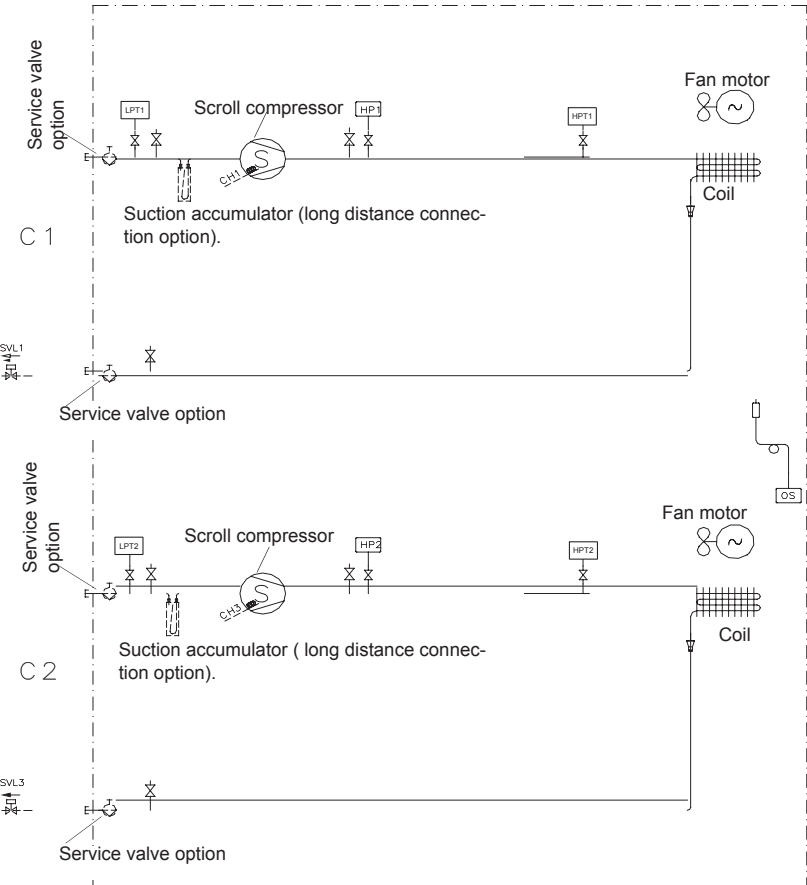 Service valve
option
LPT1
Scroll compressor
HP1
HPT1
Fan motor
S
CH1
Coil
Suction accumulator (long distance connec-
tion option).
C 1
SVL1
Service valve option
OS
Service valve
option
LPT2
Scroll compressor
HP2
HPT2
Fan motor
S
CH3
Coil
Suction accumulator ( long distance connec-
tion option).
C 2
SVL3
Service valve option